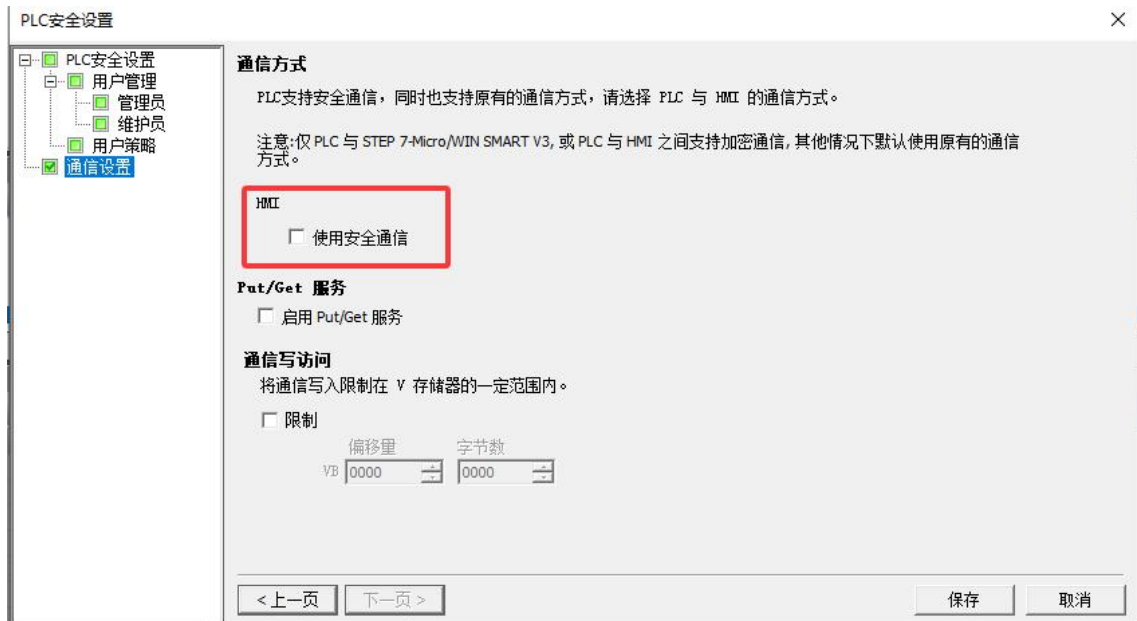 PLC安全设置
PLC安全设置
用户管理
管理员
维护员
用户策略
通信设置
通信方式
PLC支持安全通信，同时也支持原有的通信方式，请选择 PLC 与 HMI 的通信方式。
注意:仅 PLC 与 STEP 7-Micro/WIN SMART V3, 或 PLC 与 HMI 之间支持加密通信, 其他情况下默认使用原有的通信
方式。
HMI
使用安全通信
Put/Get 服务
启用 Put/Get 服务
通信写访问
将通信写入限制在 V 存储器的一定范围内。
限制
偏移量 字节数
VB 0000 0000
<上一页 下一页 > 保存 取消